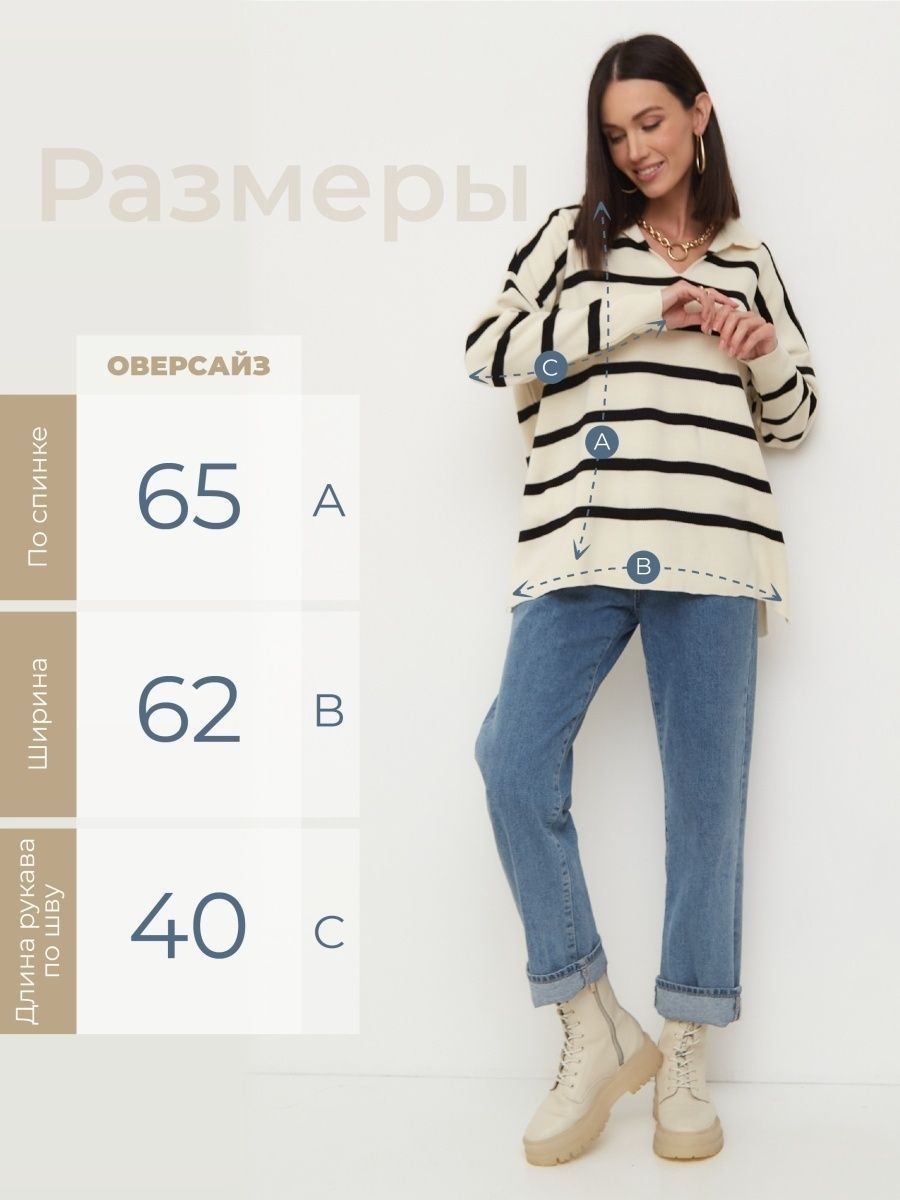 Размеры
ОВЕРСАЙЗ
По спинке
65
A
Ширина
62
B
Длина рукава
по шву
40
C
C
A
B